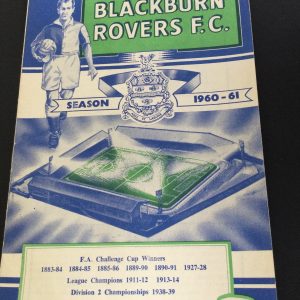 BLACKBURN
ROVERS F.C.
SEASON 1960-61
F.A. Challenge Cup Winners
1883-84 1884-85 1885-86 1889-90 1890-91 1927-28
League Champions 1911-12 1913-14
Division 2 Championships 1938-39